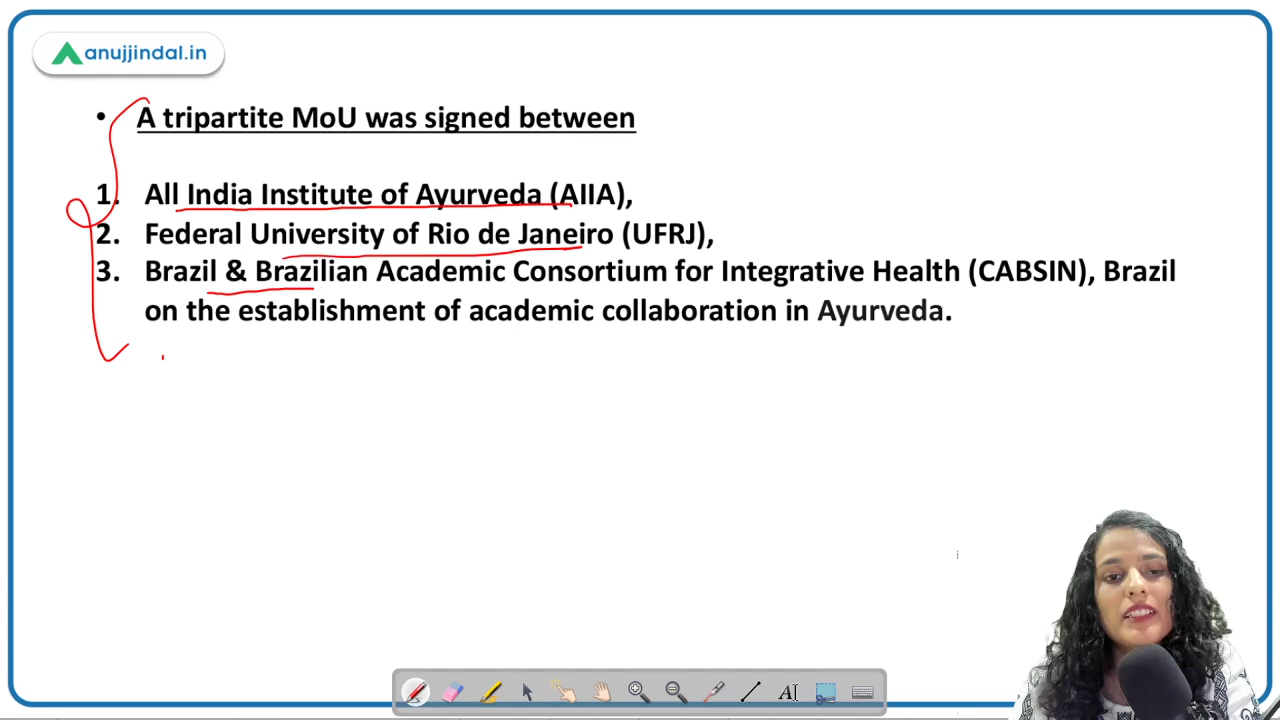 anujjindal.in
• A tripartite MoU was signed between
1. All India Institute of Ayurveda (AIIA),
2. Federal University of Rio de Janeiro (UFRJ),
3. Brazil & Brazilian Academic Consortium for Integrative Health (CABSIN), Brazil
on the establishment of academic collaboration in Ayurveda.